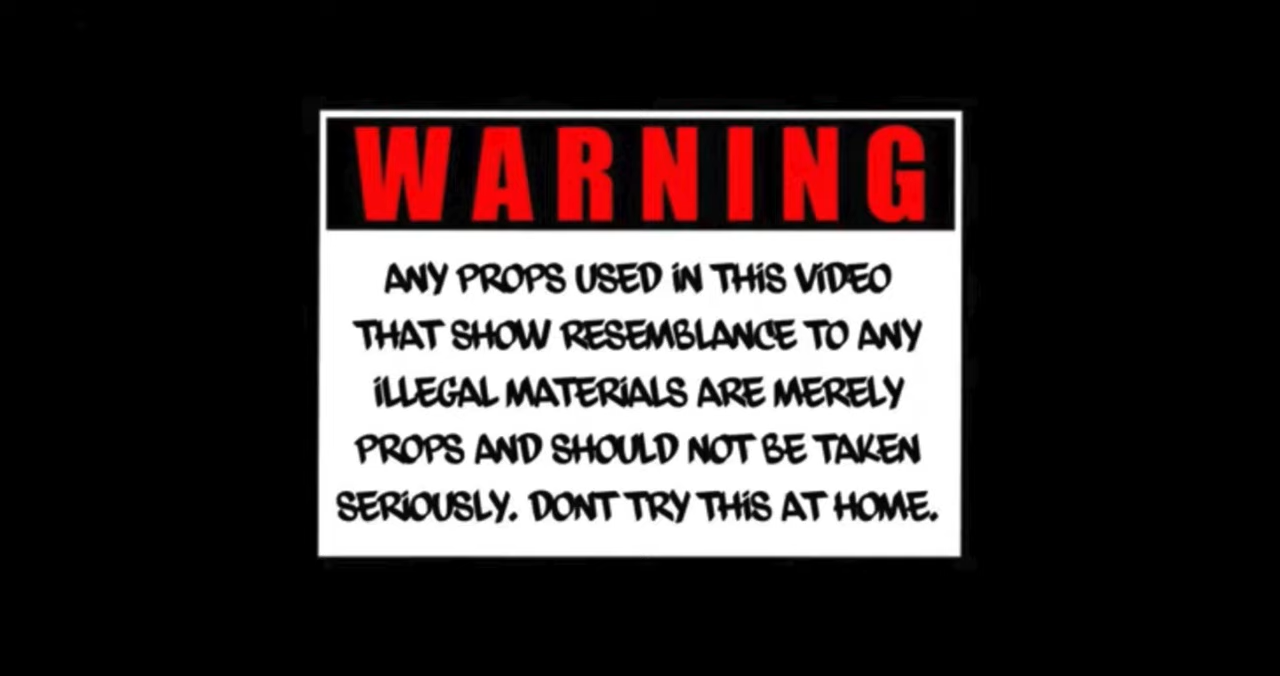 WARNING
ANY PROPS USED iN THiS ViDEO
THAT SHOW RESEMBLANCE TO ANY
iLLEGAL MATERiALS ARE MERELY
PROPS AND SHOULD NOT BE TAKEN
SERiOUSLY. DONT TRY THiS AT HOME.